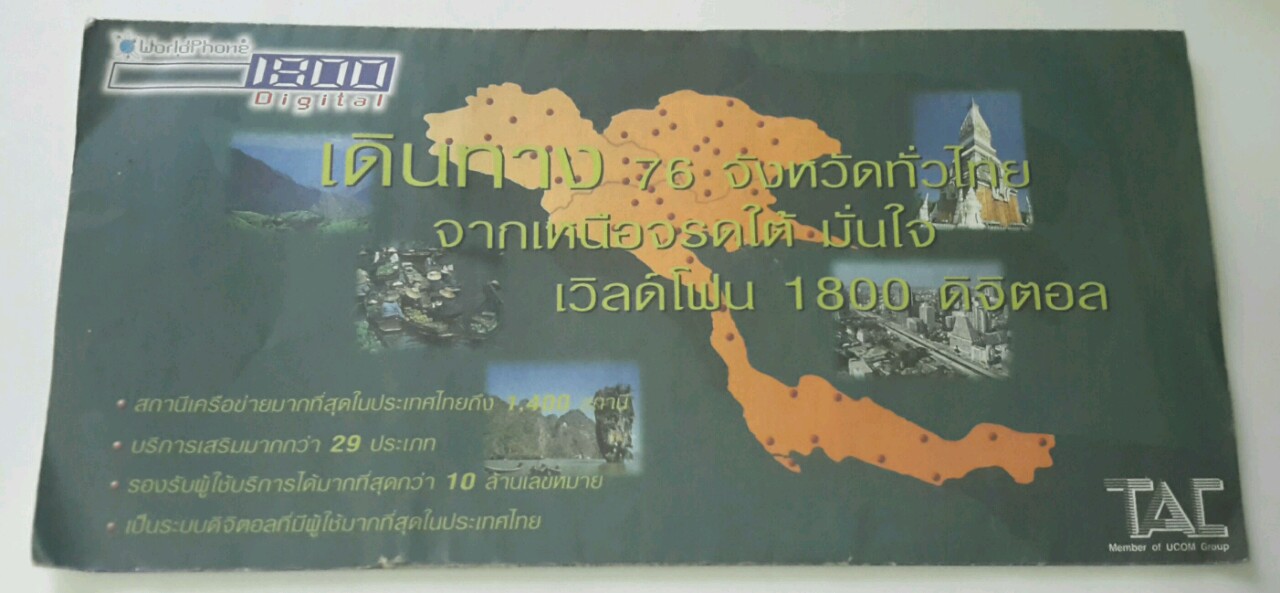 WorldPhone
1800
Digital
เดินทาง 76 จังหวัดทั่วไทย
จากเหนือจรดใต้ มั่นใจ
เวิลด์โฟน 1800 ดิจิตอล
• สถานีเครือข่ายมากที่สุดในประเทศไทยถึง 1,400 สถานี
• บริการเสริมมากกว่า 29 ประเภท
• รองรับผู้ใช้บริการได้มากที่สุดกว่า 10 ล้านเลขหมาย
• เป็นระบบดิจิตอลที่มีผู้ใช้มากที่สุดในประเทศไทย
TAC
Member of UCOM Group